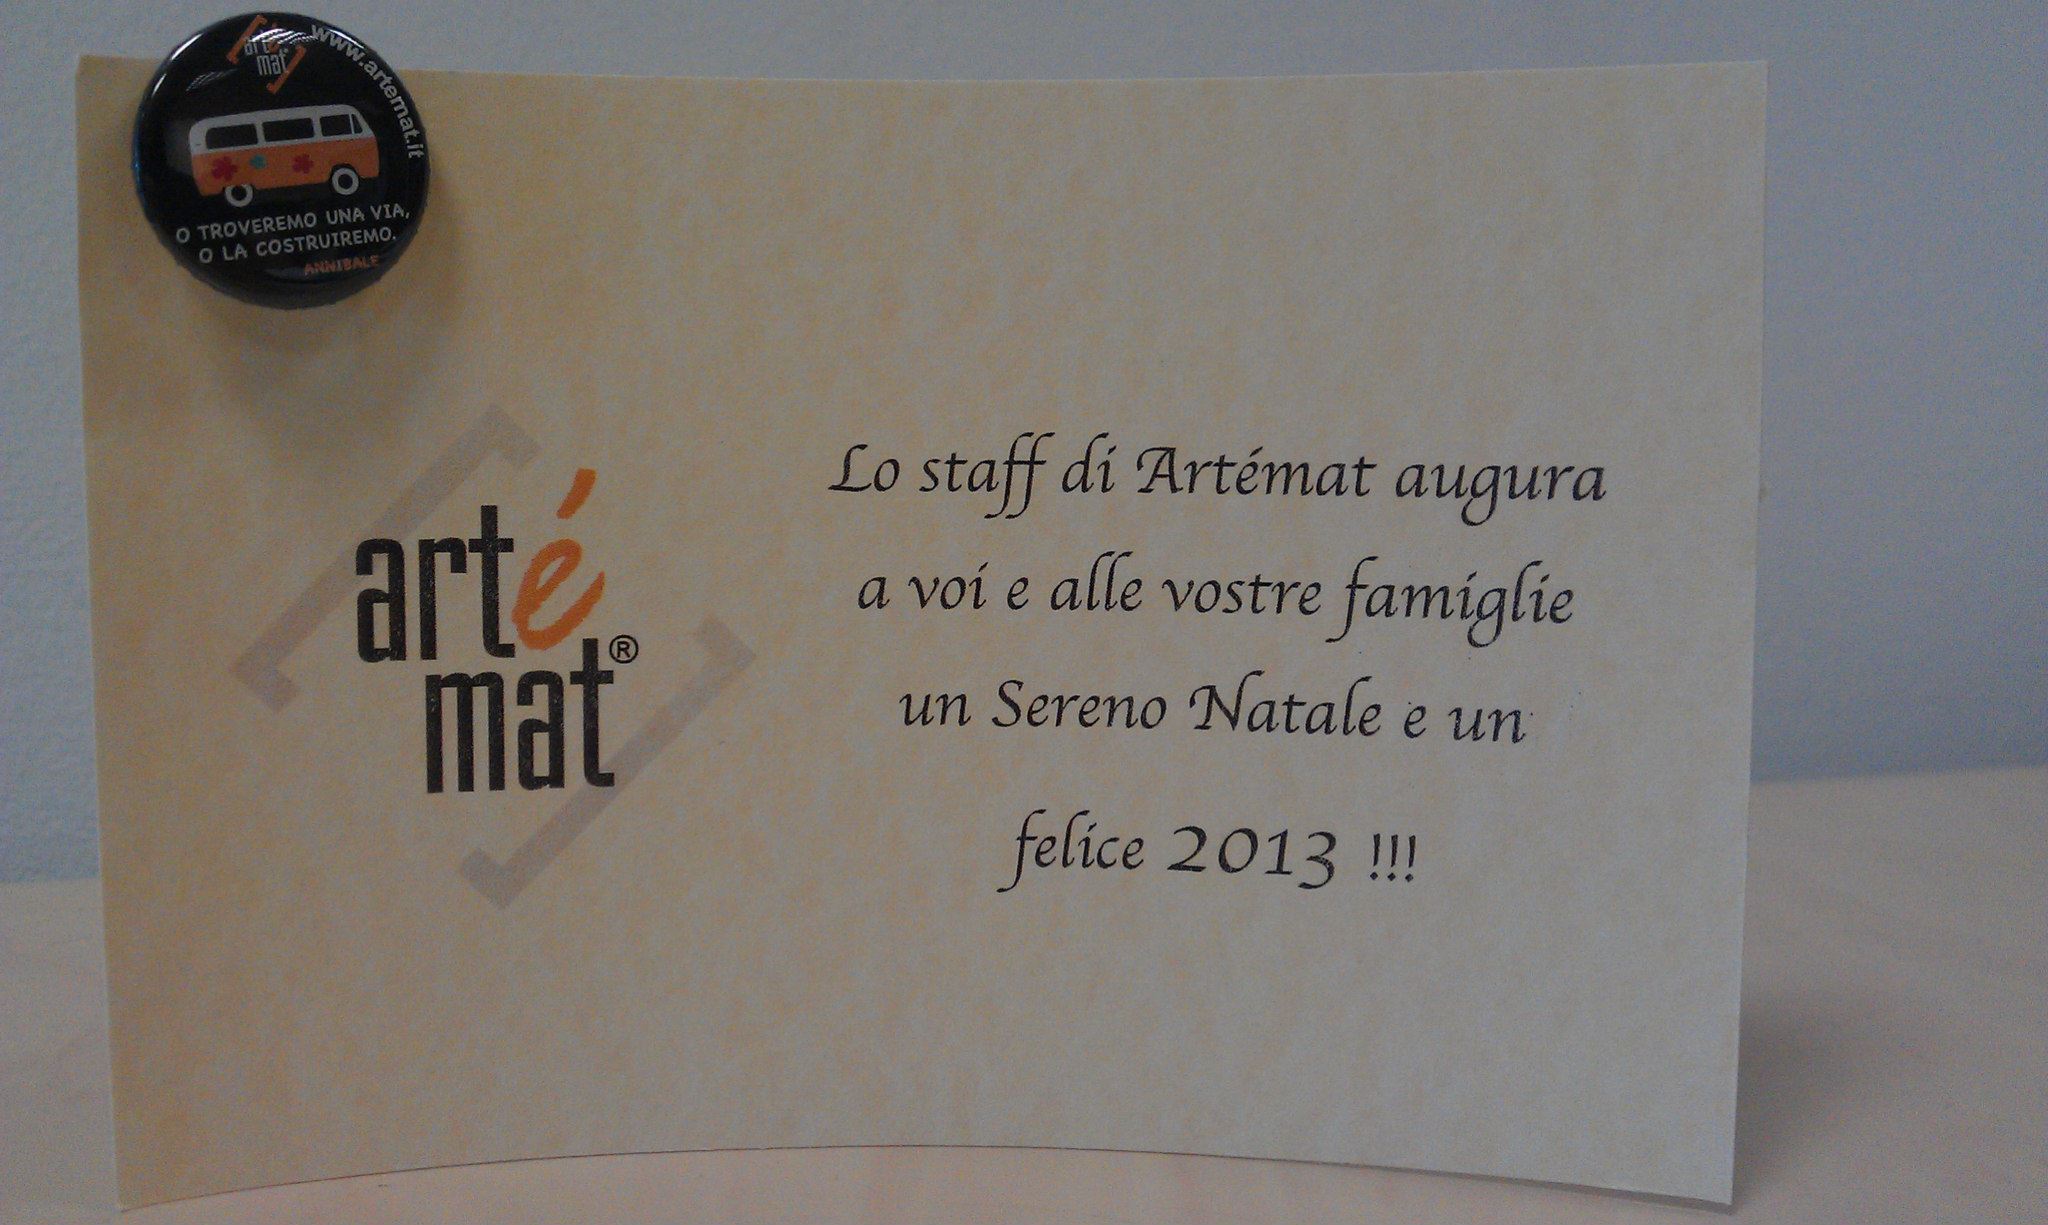 arté
mat
www.artemat.it
O TROVEREMO UNA VIA,
O LA COSTRUIREMO.
ANNIBALE
arté
mat®
Lo staff di Artémat augura
a voi e alle vostre famiglie
un Sereno Natale e un
felice 2013 !!!